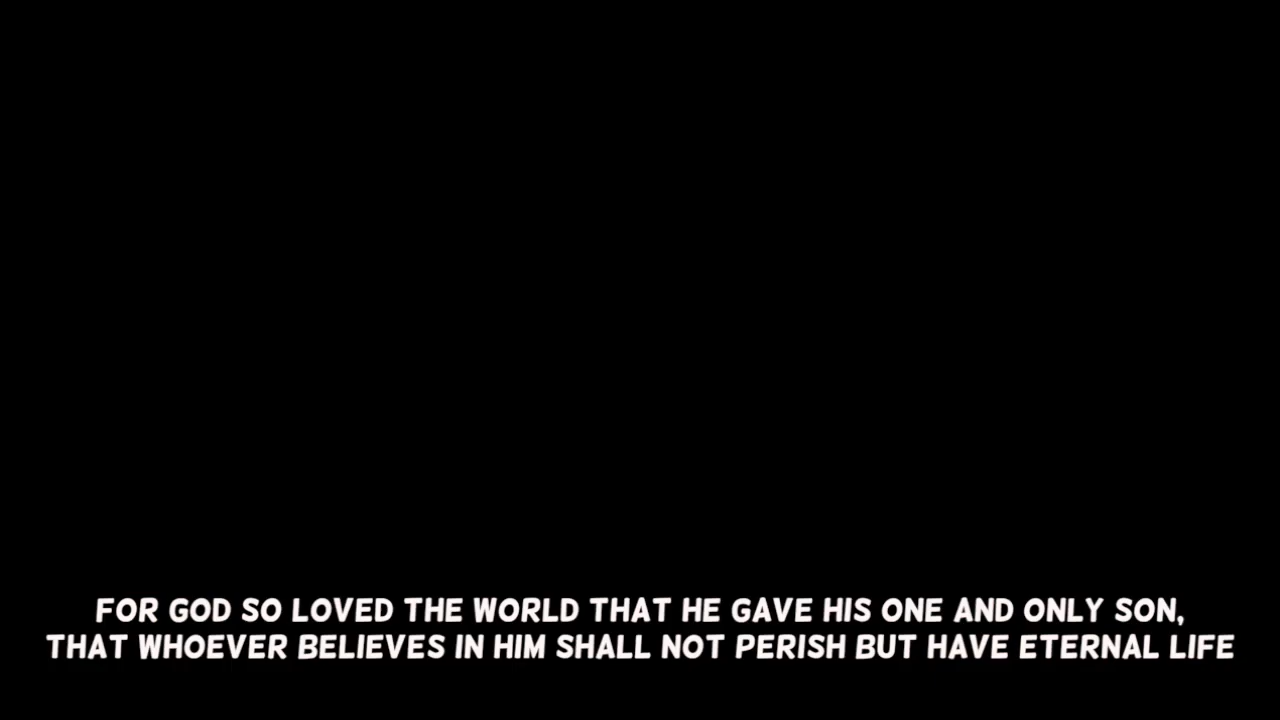 FOR GOD SO LOVED THE WORLD THAT HE GAVE HIS ONE AND ONLY SON,
THAT WHOEVER BELIEVES IN HIM SHALL NOT PERISH BUT HAVE ETERNAL LIFE